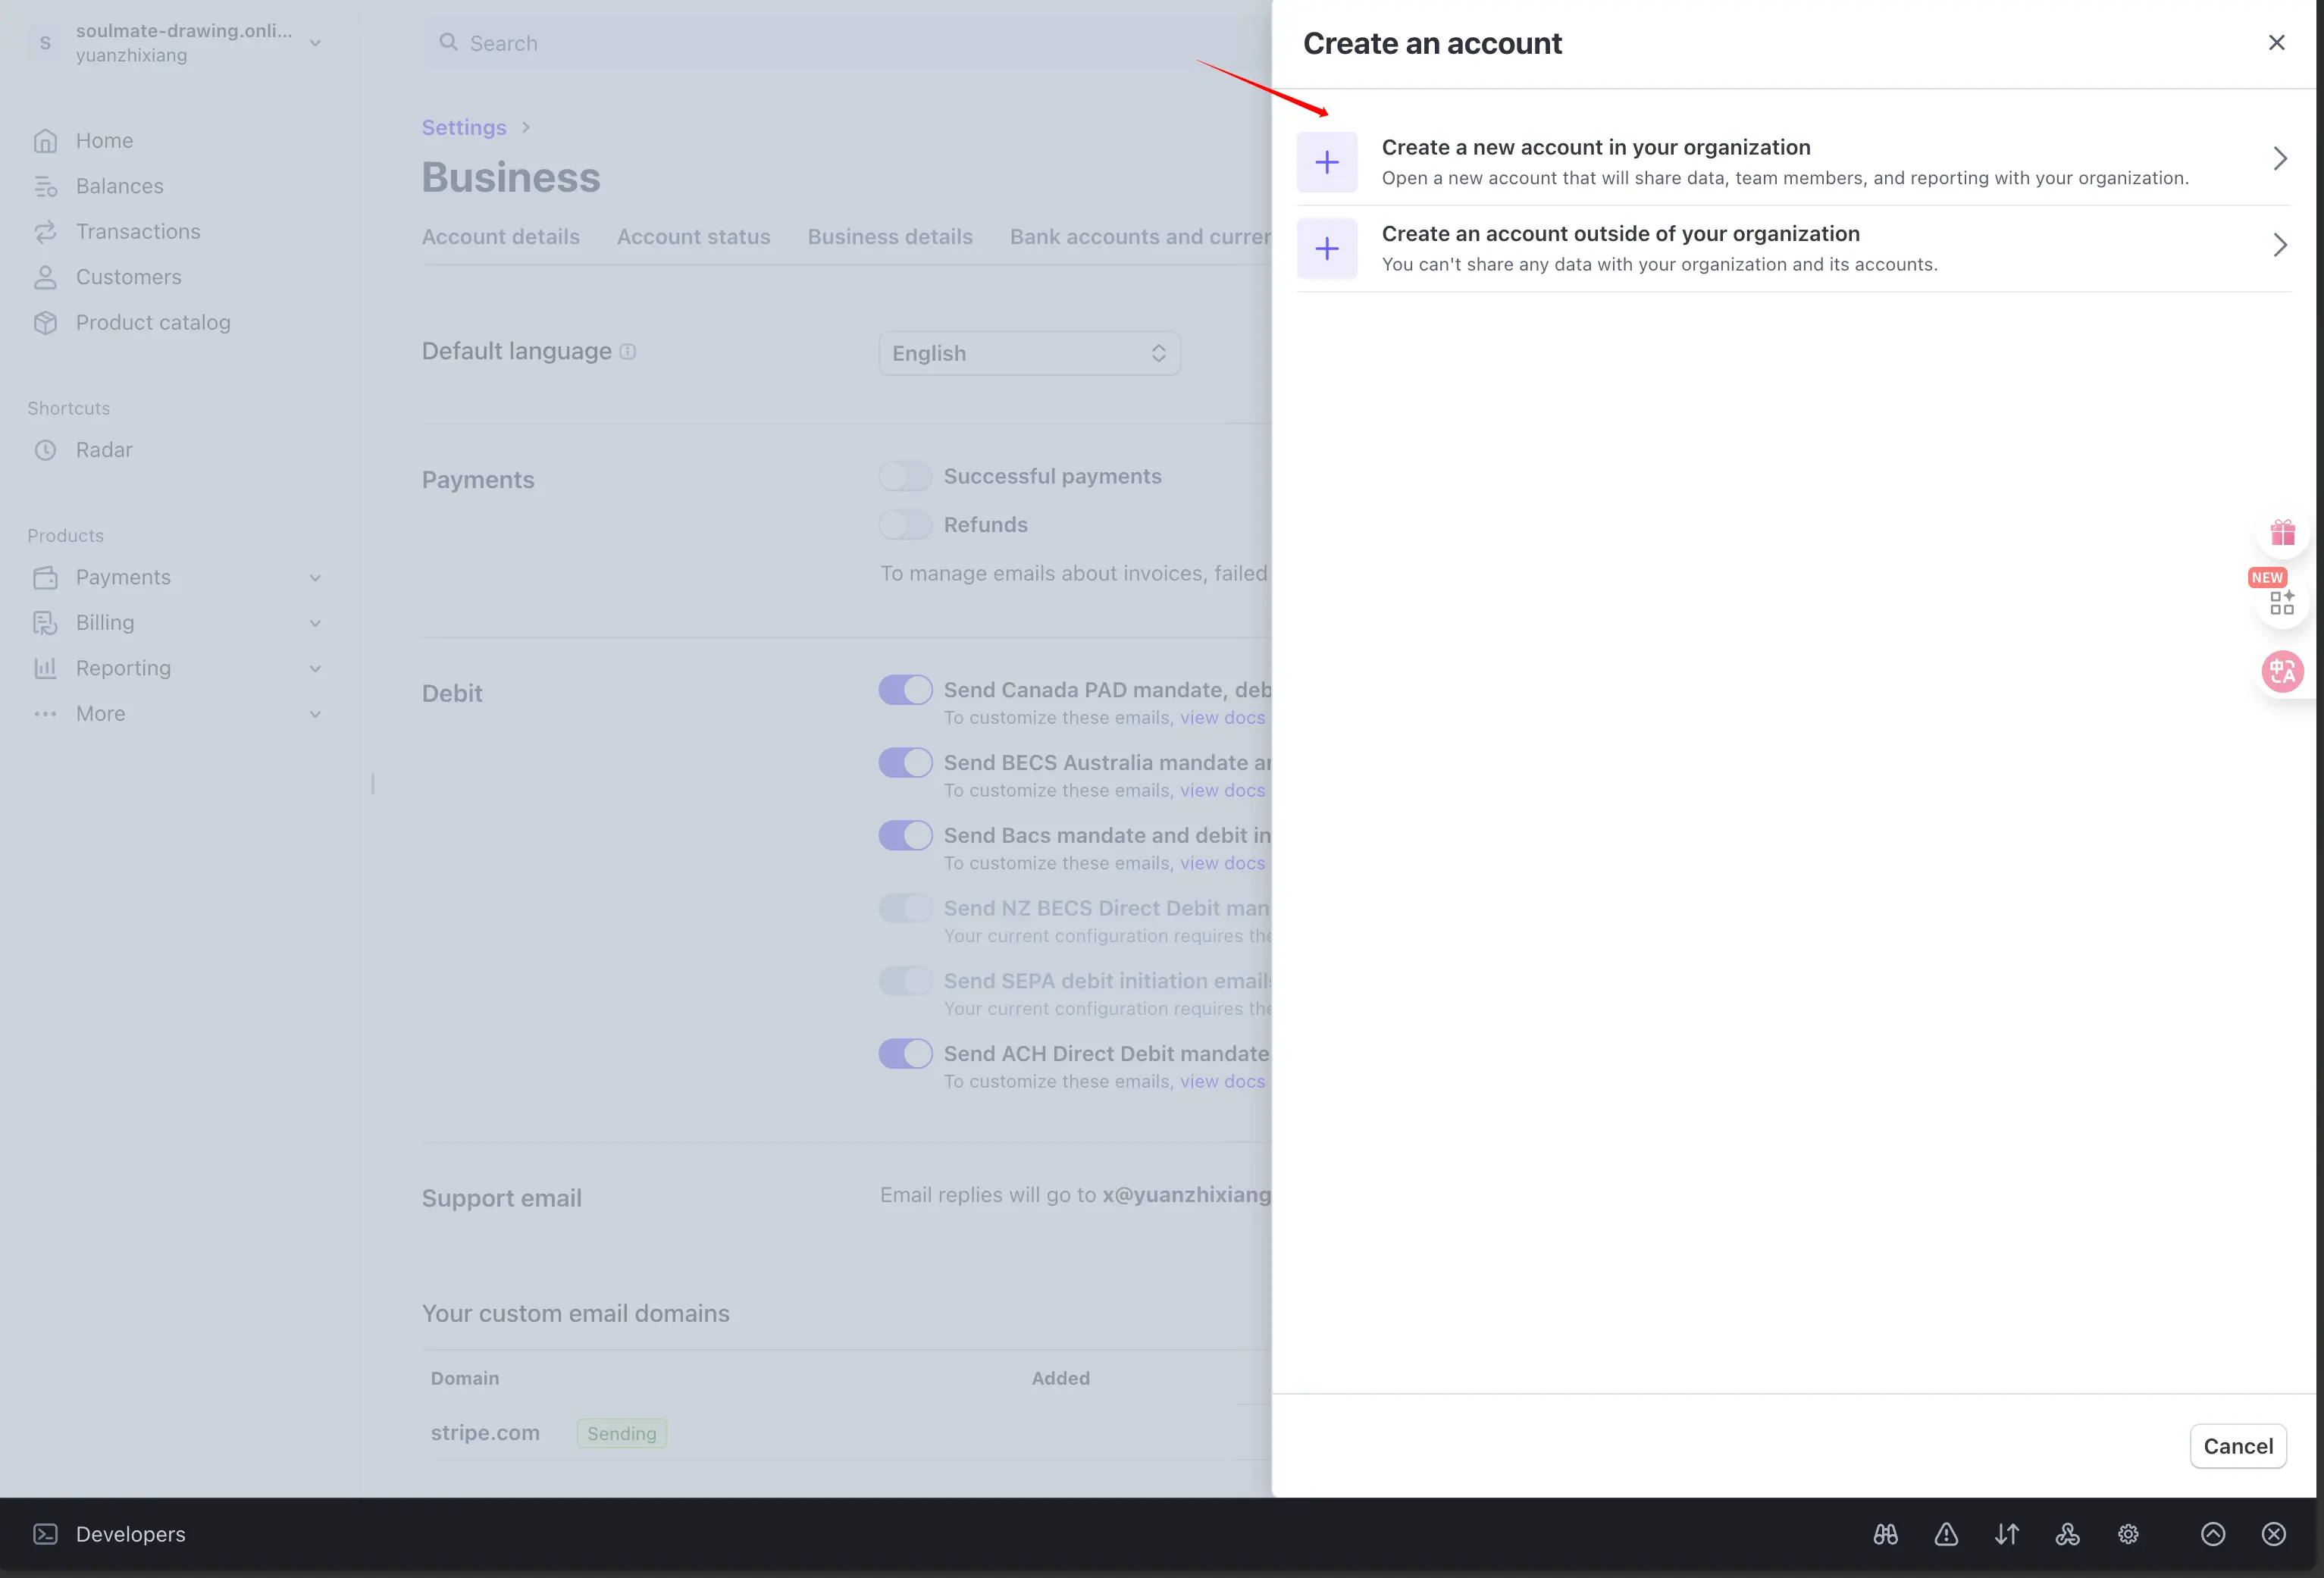 S
soulmate-drawing.onli...
yuanzhixiang
Home
Balances
Transactions
Customers
Product catalog
Shortcuts
Radar
Products
Payments
Billing
Reporting
More
Search
Settings
Business
Account details
Account status
Business details
Bank accounts and curren
Default language
English
Payments
Successful payments
Refunds
To manage emails about invoices, failed
Debit
Send Canada PAD mandate, deb
To customize these emails, view docs
Send BECS Australia mandate an
To customize these emails, view docs
Send Bacs mandate and debit in
To customize these emails, view docs
Send NZ BECS Direct Debit man
Your current configuration requires the
Send SEPA debit initiation emails
Your current configuration requires the
Send ACH Direct Debit mandate
To customize these emails, view docs
Support email
Email replies will go to x@yuanzhixiang
Your custom email domains
Domain
Added
stripe.com
Sending
Create an account
Create a new account in your organization
Open a new account that will share data, team members, and reporting with your organization.
Create an account outside of your organization
You can't share any data with your organization and its accounts.
NEW
中A
Cancel
Developers